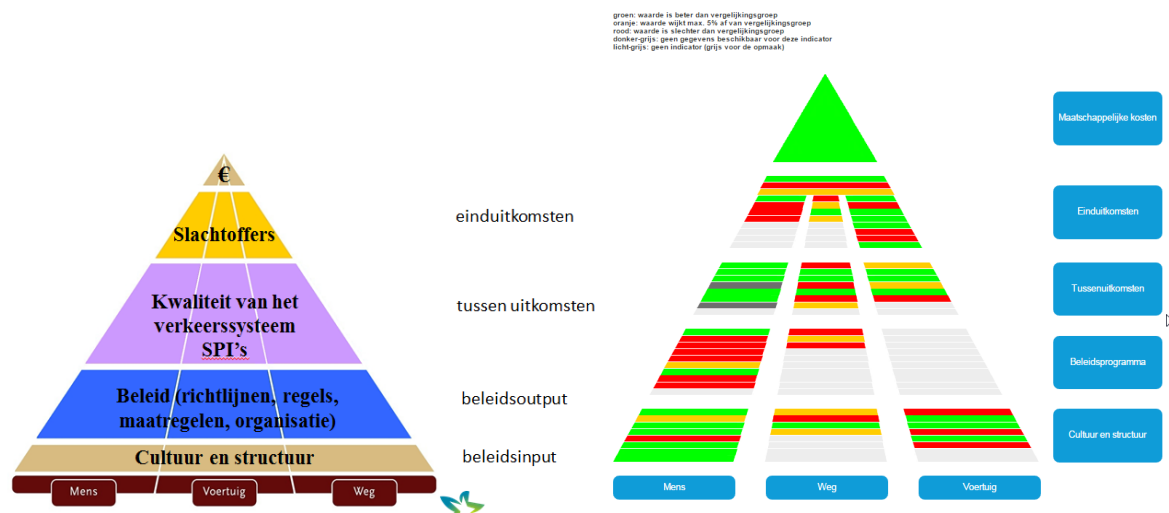 €
Slachtoffers
Kwaliteit van het
verkeerssysteem
SPI's
Beleid (richtlijnen, regels,
maatregelen, organisatie)
Cultuur en structuur
Mens
Voertuig
Weg
einduitkomsten
tussen uitkomsten
beleidsoutput
beleidsinput
groen: waarde is beter dan vergelijkingsgroep
oranje: waarde wijkt max. 5% af van vergelijkingsgroep
rood: waarde is slechter dan vergelijkingsgroep
donker-grijs: geen gegevens beschikbaar voor deze indicator
licht-grijs: geen indicator (grijs voor de opmaak)
Maatschappelijke kosten
Einduitkomsten
Tussenuitkomsten
Beleidsprogramma
Cultuur en structuur
Mens
Weg
Voertuig